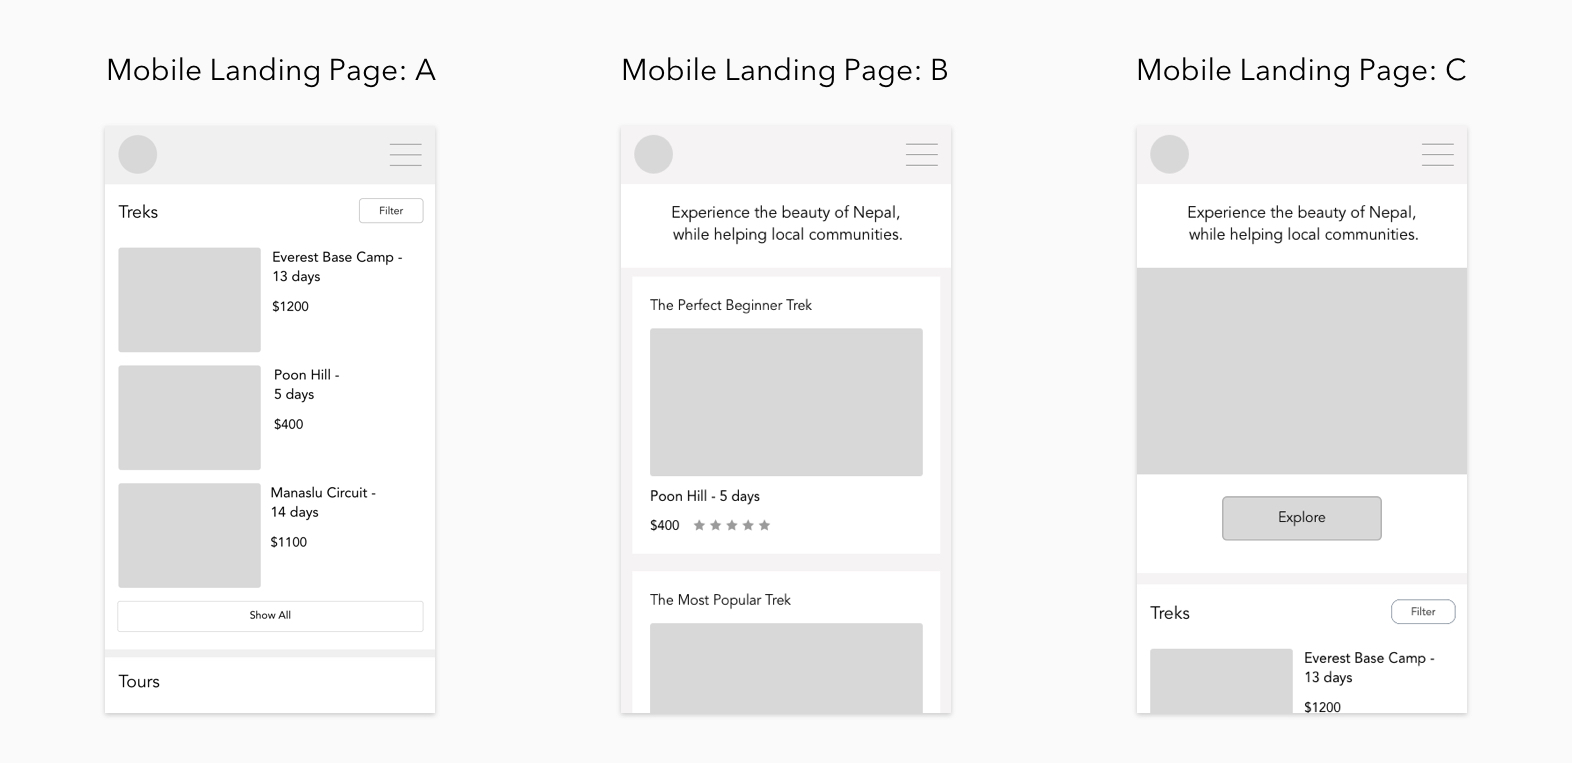 Mobile Landing Page: A
Treks
Filter
Everest Base Camp -
13 days
$1200
Poon Hill -
5 days
$400
Manaslu Circuit -
14 days
$1100
Show All
Tours
Mobile Landing Page: B
Experience the beauty of Nepal,
while helping local communities.
The Perfect Beginner Trek
Poon Hill - 5 days
$400 ★★★★★
The Most Popular Trek
Mobile Landing Page: C
Experience the beauty of Nepal,
while helping local communities.
Explore
Treks
Filter
Everest Base Camp -
13 days
$1200